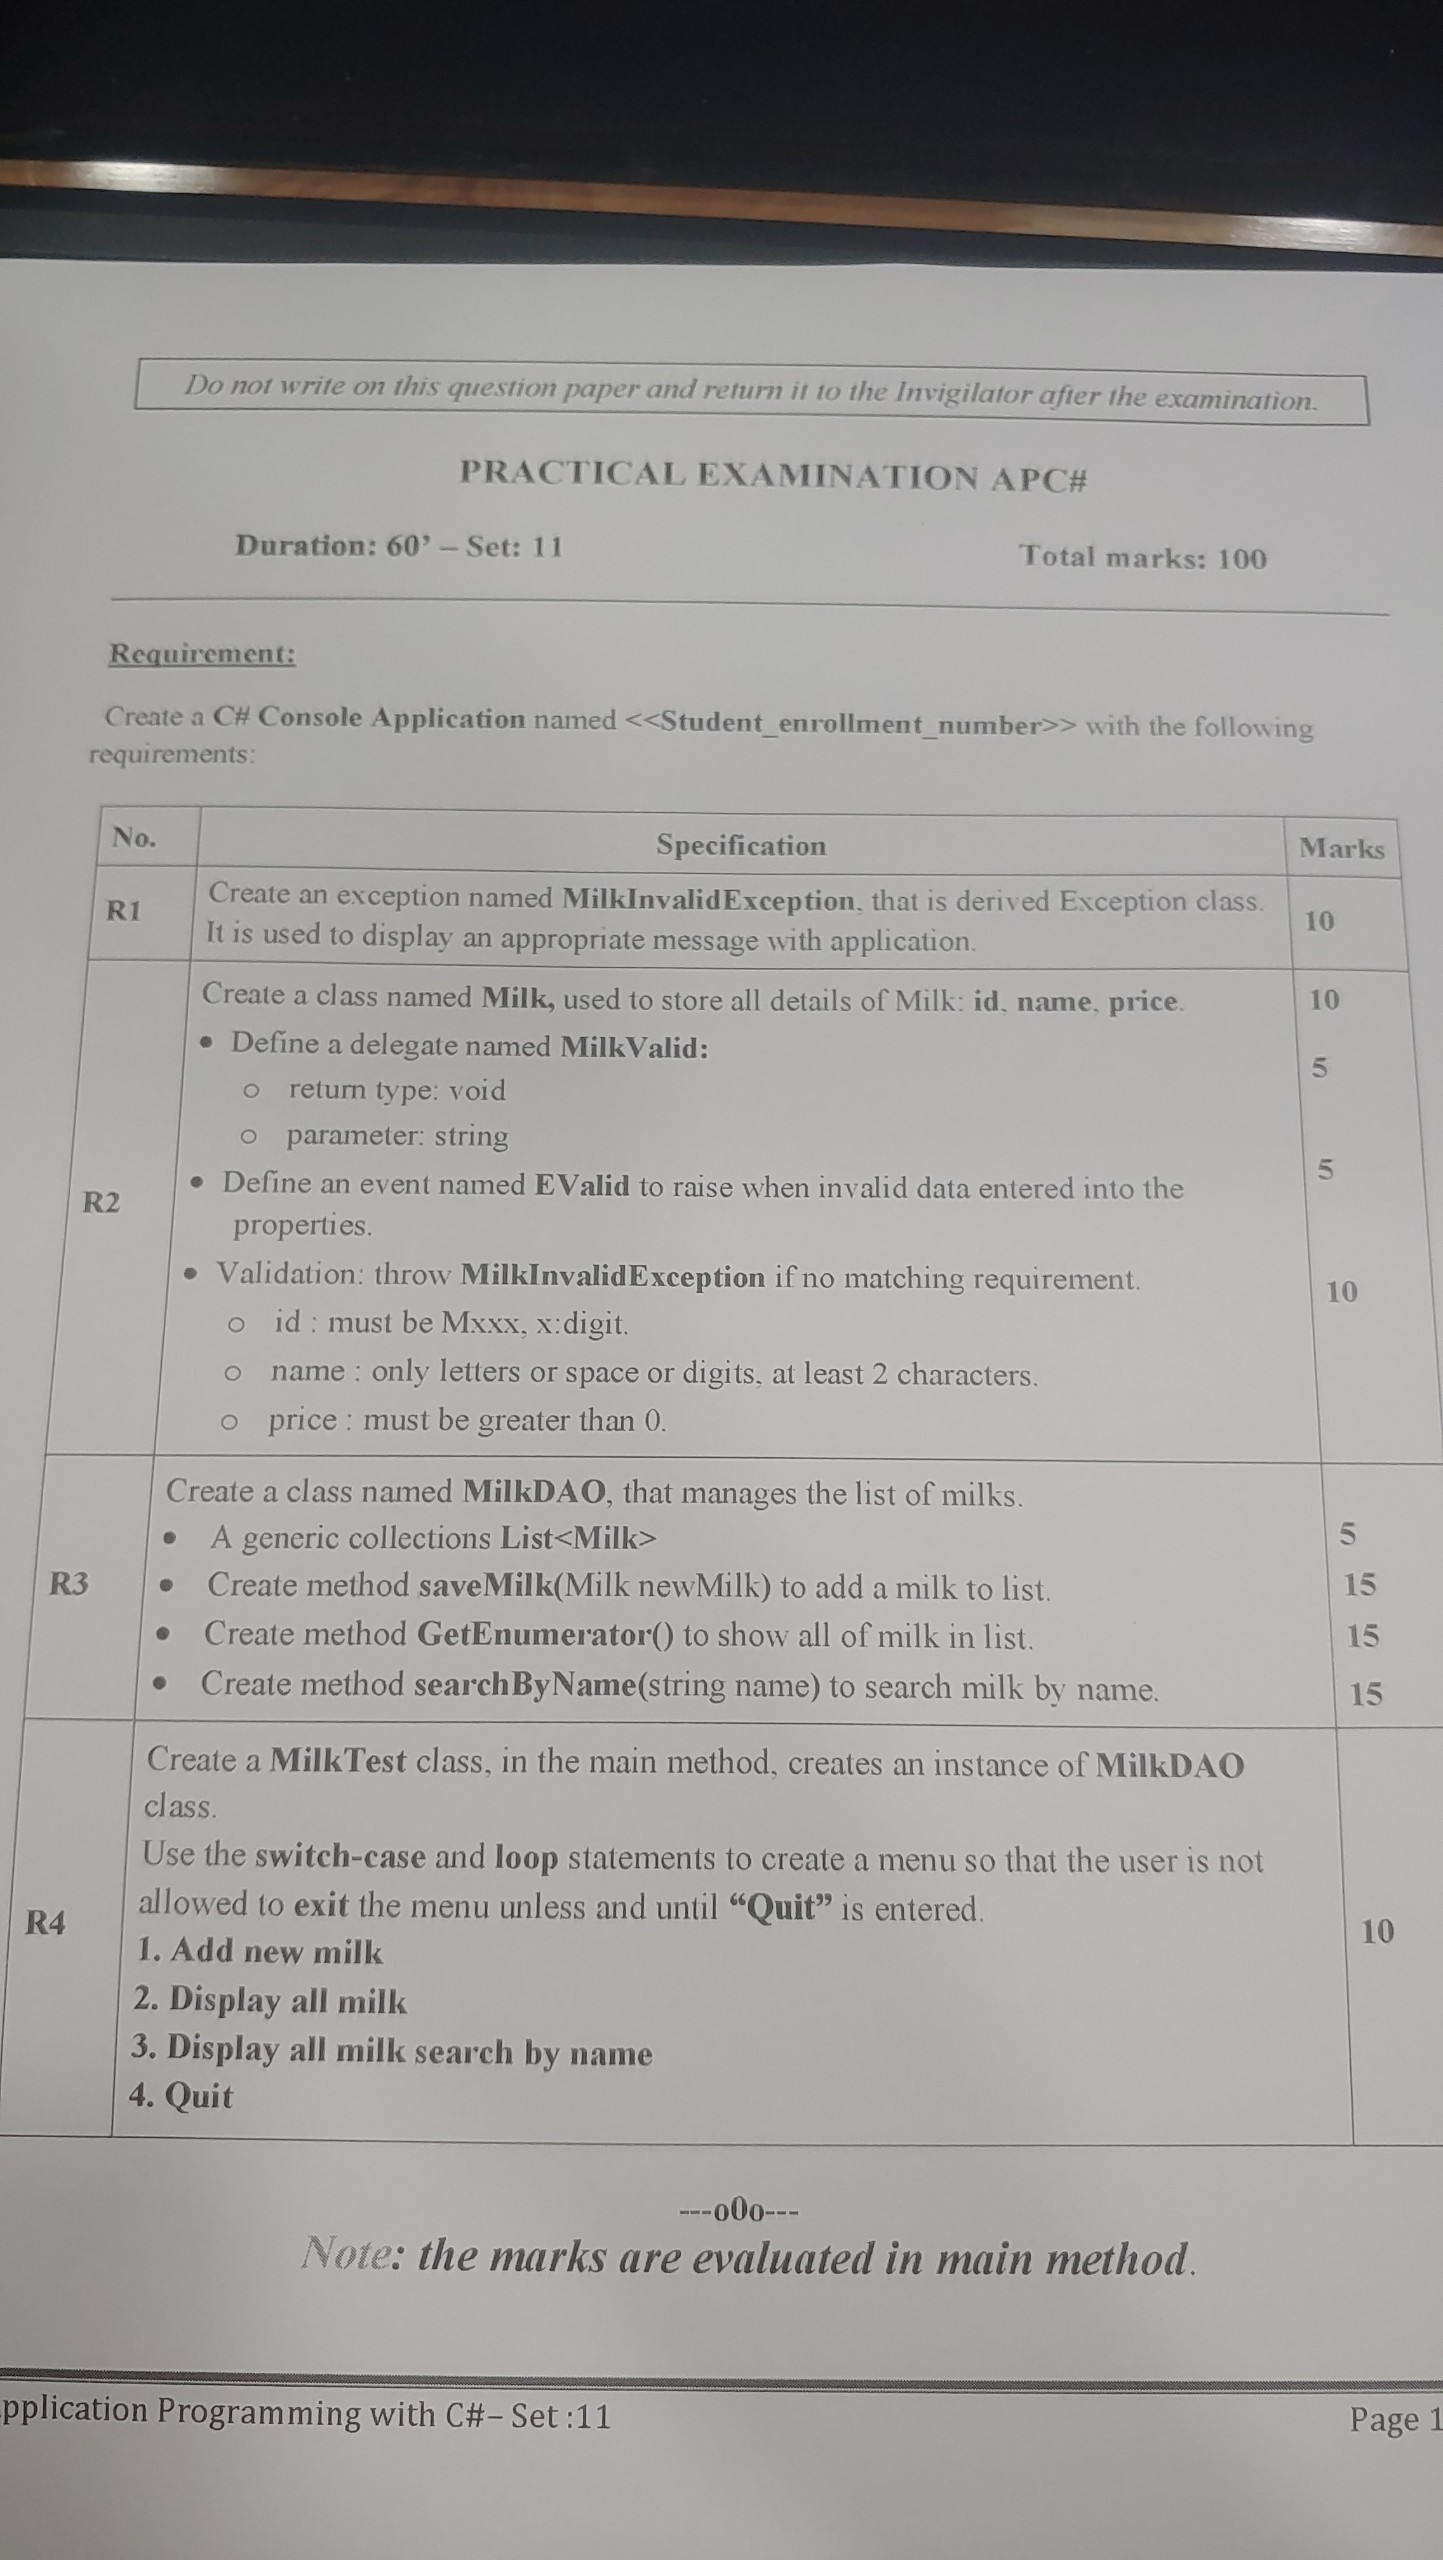 Do not write on this question paper and return it to the Invigilator after the examination.
PRACTICAL EXAMINATION APC#
Duration: 60’ – Set: 11
Total marks: 100
Requirement:
Create a C# Console Application named <<Student_enrollment_number>> with the following
requirements:
No. Specification Marks
R1
Create an exception named MilkInvalidException, that is derived Exception class.
It is used to display an appropriate message with application.
10
R2
Create a class named Milk, used to store all details of Milk: id, name, price. 10
• Define a delegate named MilkValid: 5
o return type: void
o parameter: string
• Define an event named EValid to raise when invalid data entered into the 5
properties.
• Validation: throw MilkInvalidException if no matching requirement. 10
o id : must be Mxxx, x:digit.
o name : only letters or space or digits, at least 2 characters.
o price : must be greater than 0.
R3
Create a class named MilkDAO, that manages the list of milks.
• A generic collections List<Milk> 5
• Create method saveMilk(Milk newMilk) to add a milk to list. 15
• Create method GetEnumerator() to show all of milk in list. 15
• Create method searchByName(string name) to search milk by name. 15
R4
Create a MilkTest class, in the main method, creates an instance of MilkDAO
class.
Use the switch-case and loop statements to create a menu so that the user is not
allowed to exit the menu unless and until “Quit” is entered.
10
1. Add new milk
2. Display all milk
3. Display all milk search by name
4. Quit
---o0o---
Note: the marks are evaluated in main method.
pplication Programming with C#– Set :11
Page 1